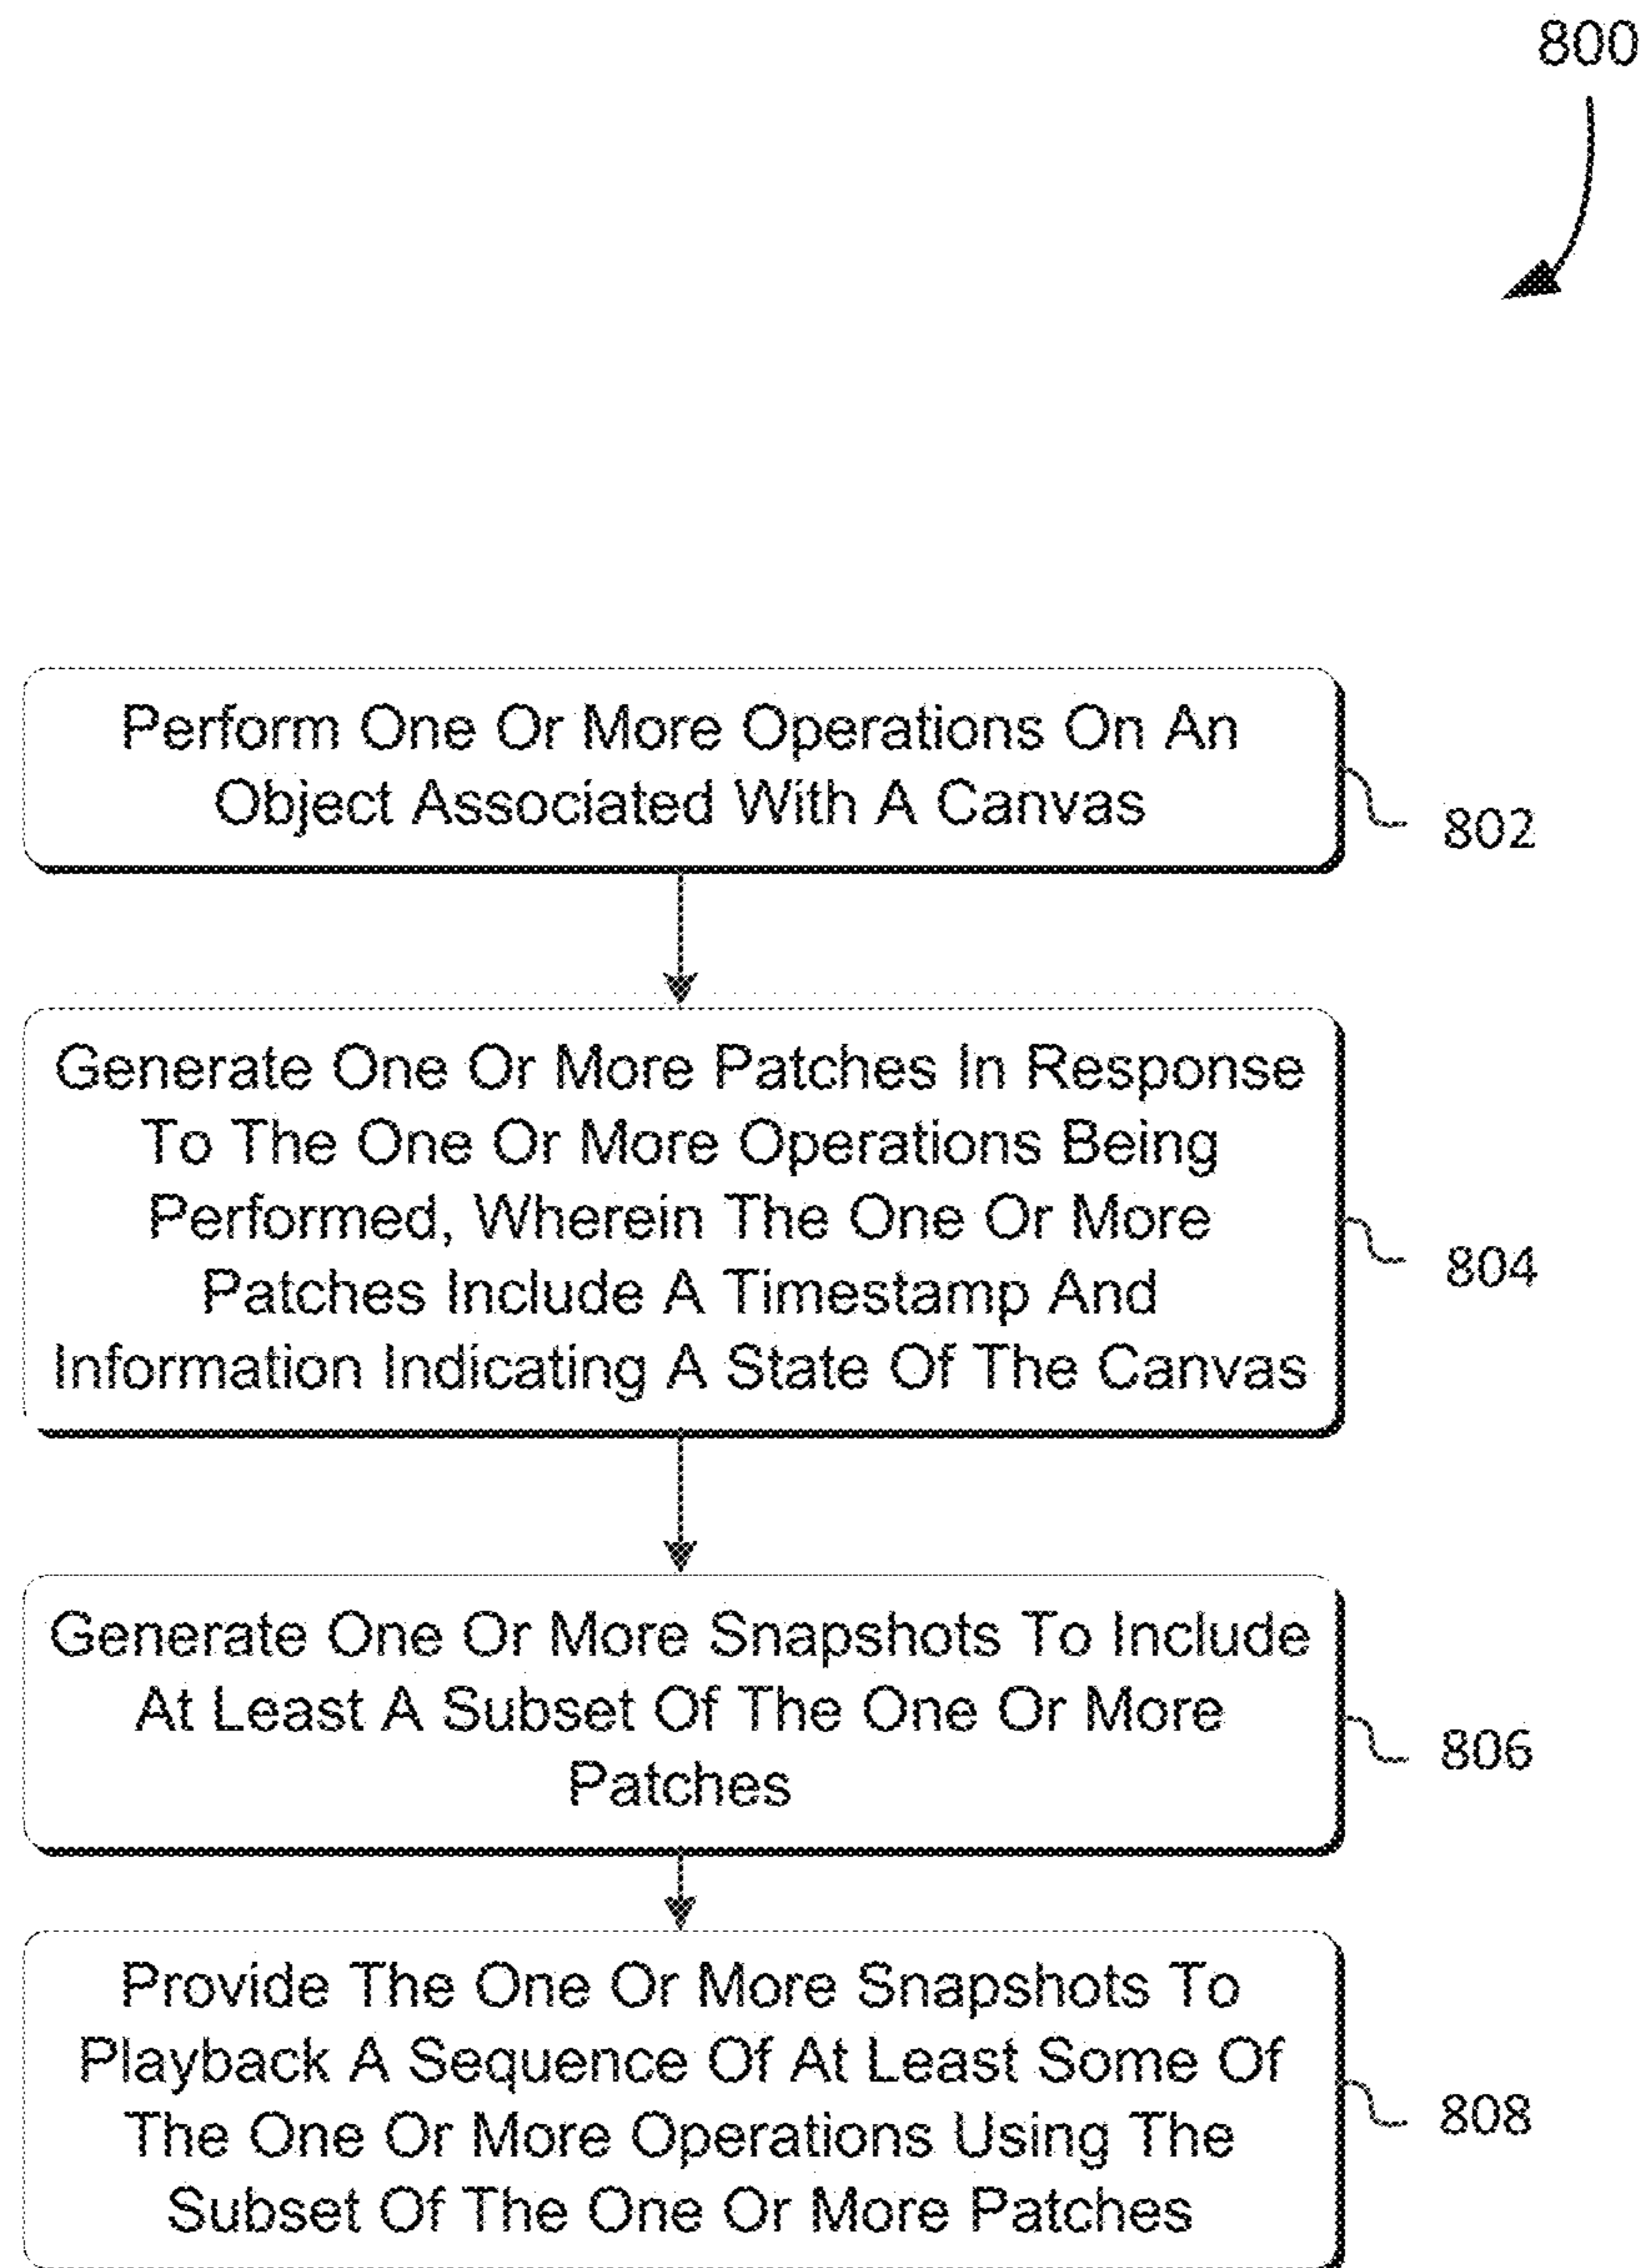 800
Perform One Or More Operations On An
Object Associated With A Canvas
802
Generate One Or More Patches In Response
To The One Or More Operations Being
Performed, Wherein The One Or More
Patches Include A Timestamp And
Information Indicating A State Of The Canvas
804
Generate One Or More Snapshots To Include
At Least A Subset Of The One Or More
Patches
806
Provide The One Or More Snapshots To
Playback A Sequence Of At Least Some Of
The One Or More Operations Using The
Subset Of The One Or More Patches
808